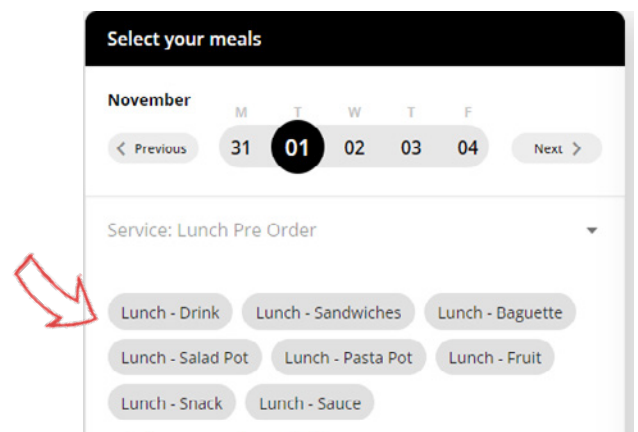 Select your meals
November
M T W T F
Previous 31 01 02 03 04 Next
Service: Lunch Pre Order
Lunch - Drink Lunch - Sandwiches Lunch - Baguette
Lunch - Salad Pot Lunch - Pasta Pot Lunch - Fruit
Lunch - Snack Lunch - Sauce